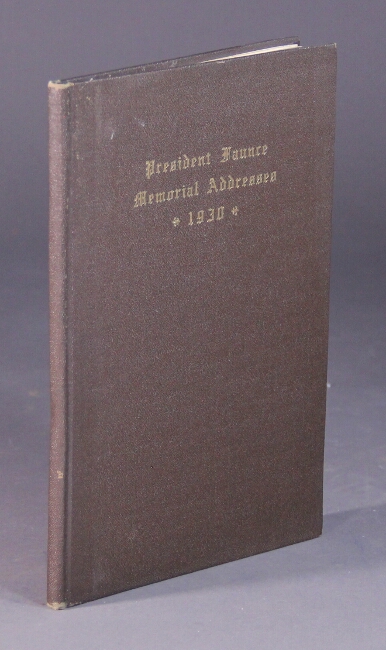 President Faunce
Memorial Addresses
* 1930 *